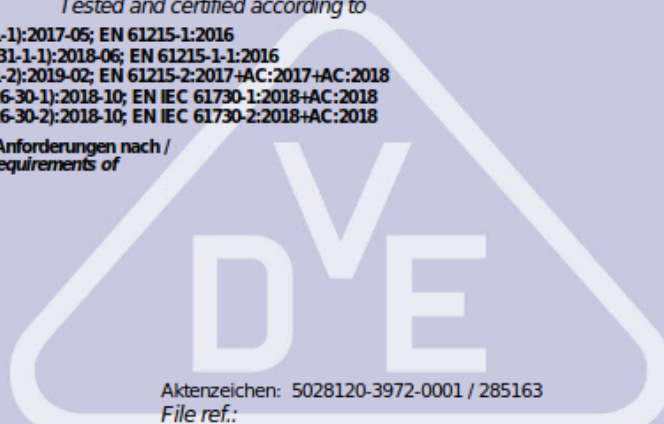 Tested and certified according to
-1):2017-05; EN 61215-1:2016
31-1-1):2018-06; EN 61215-1-1:2016
-2):2019-02; EN 61215-2:2017+AC:2017+AC:2018
6-30-1):2018-10; EN IEC 61730-1:2018+AC:2018
6-30-2):2018-10; EN IEC 61730-2:2018+AC:2018
Anforderungen nach /
equirements of
VDE
Aktenzeichen: 5028120-3972-0001 / 285163
File ref.: